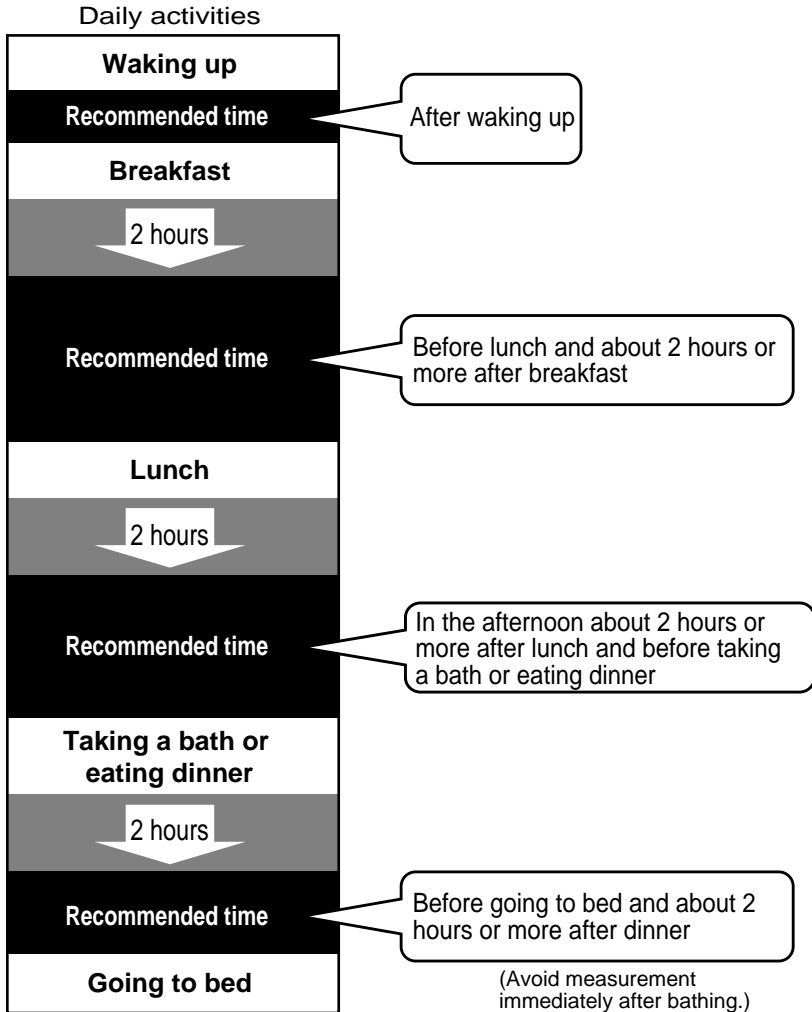 Daily activities
Waking up
Recommended time
After waking up
Breakfast
2 hours
Recommended time
Before lunch and about 2 hours or
more after breakfast
Lunch
2 hours
Recommended time
In the afternoon about 2 hours or
more after lunch and before taking
a bath or eating dinner
Taking a bath or
eating dinner
2 hours
Recommended time
Before going to bed and about 2
hours or more after dinner
Going to bed
(Avoid measurement
immediately after bathing.)